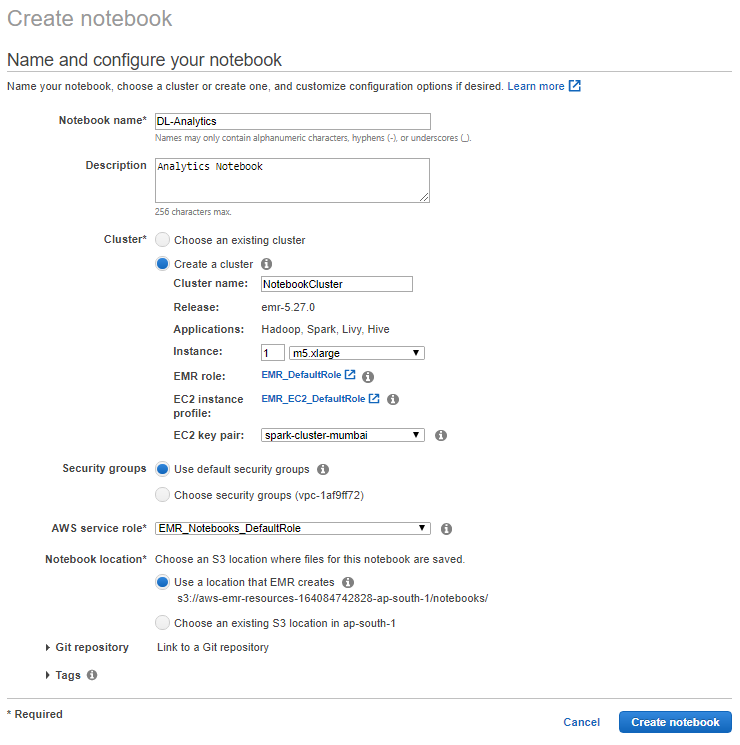 Create notebook
Name and configure your notebook
Name your notebook, choose a cluster or create one, and customize configuration options if desired. Learn more
Notebook name* DL-Analytics
Names may only contain alphanumeric characters, hyphens (-), or underscores (_).
Description Analytics Notebook
256 characters max.
Cluster* Choose an existing cluster
Create a cluster
Cluster name: NotebookCluster
Release: emr-5.27.0
Applications: Hadoop, Spark, Livy, Hive
Instance: 1 m5.xlarge
EMR role: EMR_DefaultRole
EC2 instance profile: EMR_EC2_DefaultRole
EC2 key pair: spark-cluster-mumbai
Security groups Use default security groups
Choose security groups (vpc-1af9ff72)
AWS service role* EMR_Notebooks_DefaultRole
Notebook location* Choose an S3 location where files for this notebook are saved.
Use a location that EMR creates
s3://aws-emr-resources-164084742828-ap-south-1/notebooks/
Choose an existing S3 location in ap-south-1
Git repository Link to a Git repository
Tags
* Required
Cancel Create notebook